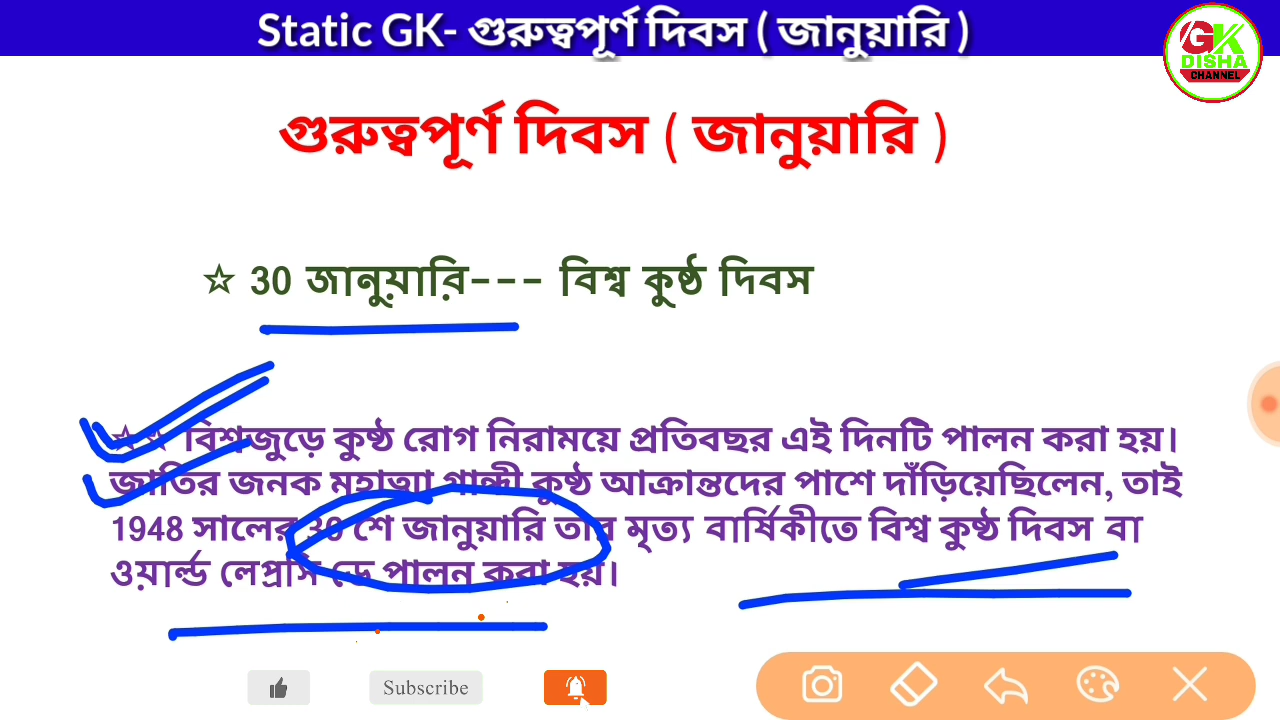 Static GK- গুরুত্বপূর্ণ দিবস ( জানুয়ারি )
GK
DISHA
CHANNEL
গুরুত্বপূর্ণ দিবস ( জানুয়ারি )
☆ 30 জানুয়ারি--- বিশ্ব কুষ্ঠ দিবস
☆☆ বিশ্বজুড়ে কুষ্ঠ রোগ নিরাময়ে প্রতিবছর এই দিনটি পালন করা হয়।
জাতির জনক মহাত্মা গান্ধী কুষ্ঠ আক্রান্তদের পাশে দাঁড়িয়েছিলেন, তাই
1948 সালের 30 শে জানুয়ারি তার মৃত্য বার্ষিকীতে বিশ্ব কুষ্ঠ দিবস বা
ওয়ার্ল্ড লেপ্রসি ডে পালন করা হয়।
Subscribe